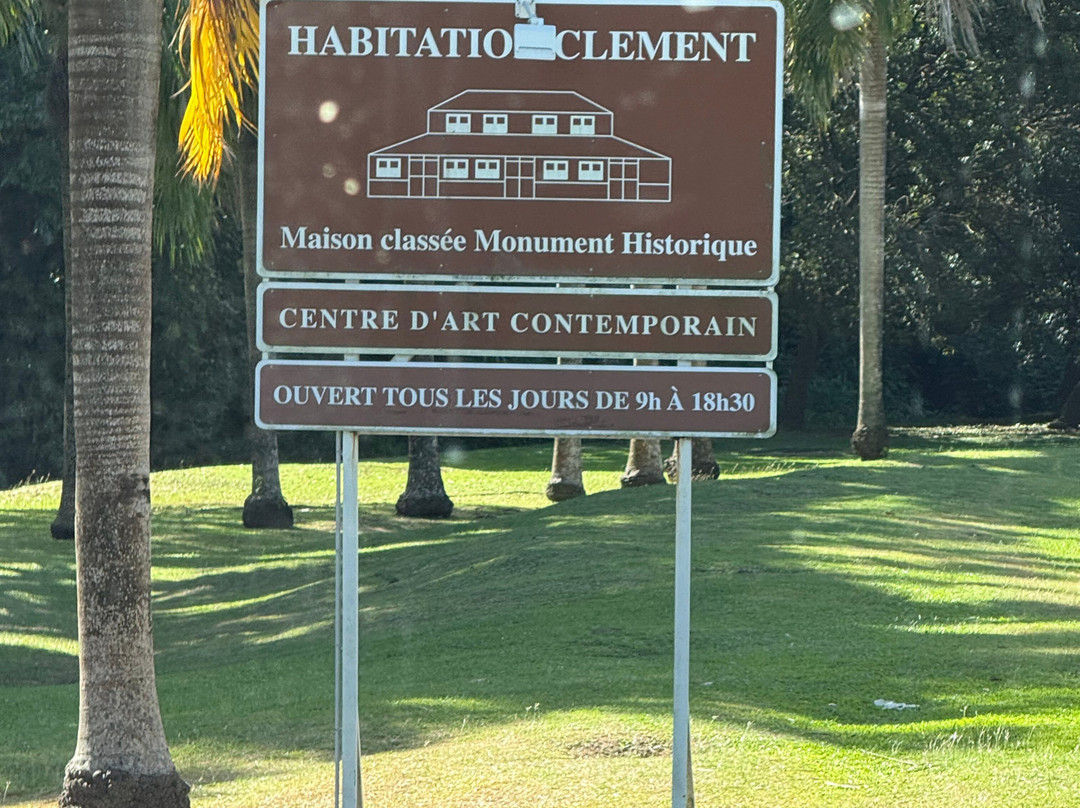 HABITATIO CLEMENT
Maison classée Monument Historique
CENTRE D'ART CONTEMPORAIN
OUVERT TOUS LES JOURS DE 9h À 18h30